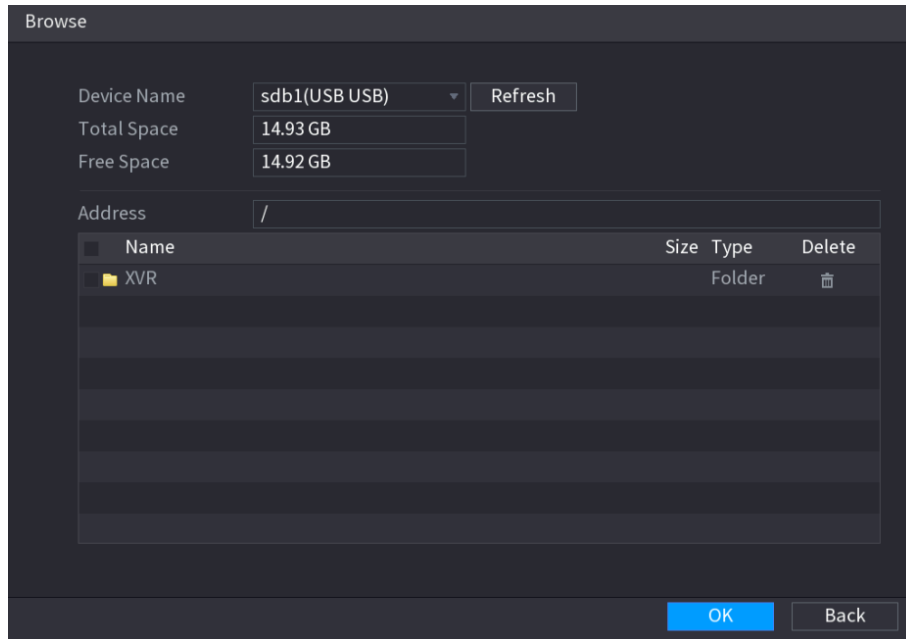 Browse
Device Name sdb1(USB USB) Refresh
Total Space 14.93 GB
Free Space 14.92 GB
Address /
Name Size Type Delete
XVR Folder
OK Back